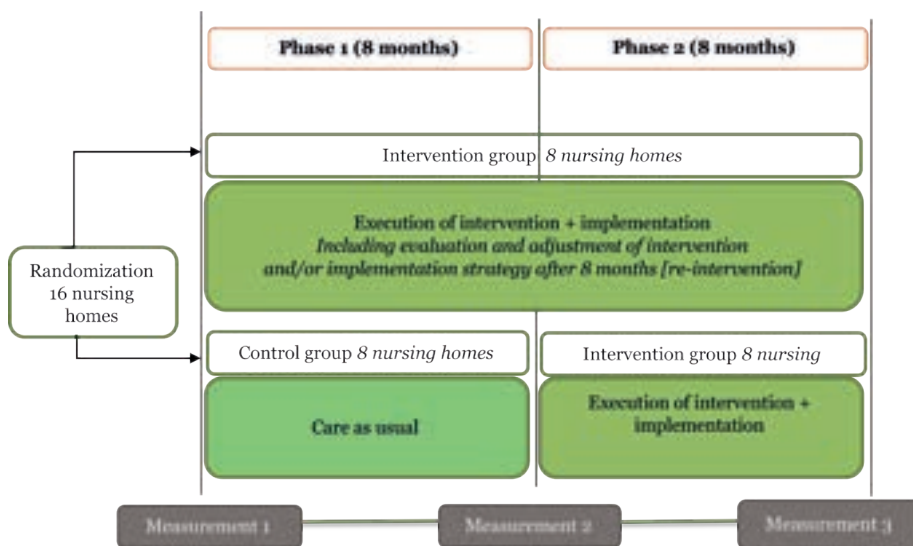 Phase 1 (8 months)
Phase 2 (8 months)
Intervention group 8 nursing homes
Execution of intervention + implementation
Including evaluation and adjustment of intervention
and/or implementation strategy after 8 months [re-intervention]
Randomization
16 nursing
homes
Control group 8 nursing homes
Intervention group 8 nursing
Care as usual
Execution of intervention +
implementation
Measurement 1
Measurement 2
Measurement 3